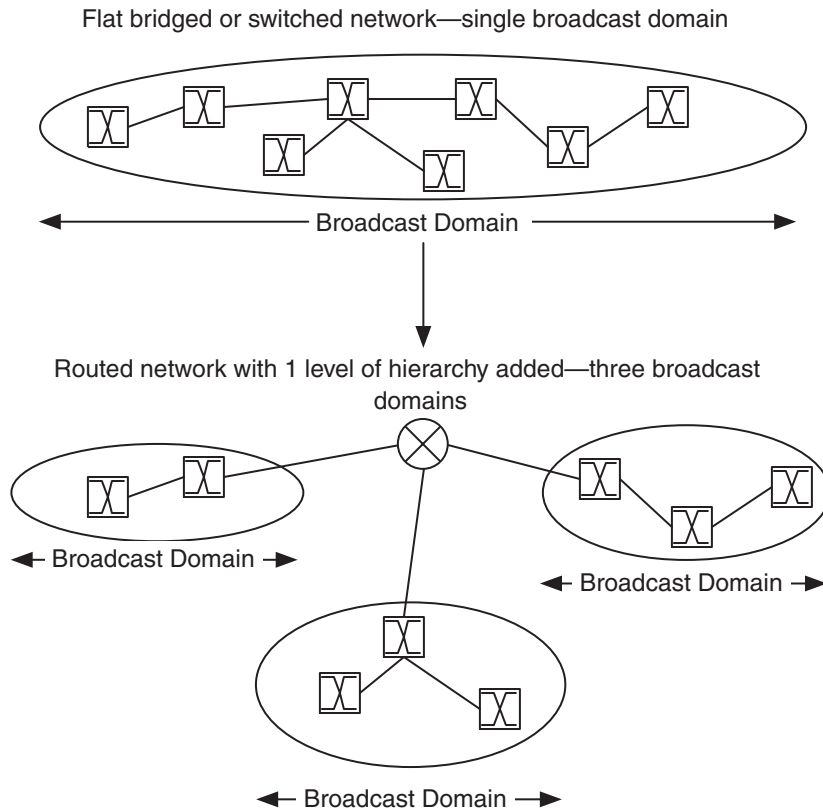 Flat bridged or switched network—single broadcast domain
Broadcast Domain
Routed network with 1 level of hierarchy added—three broadcast
domains
Broadcast Domain
Broadcast Domain
Broadcast Domain